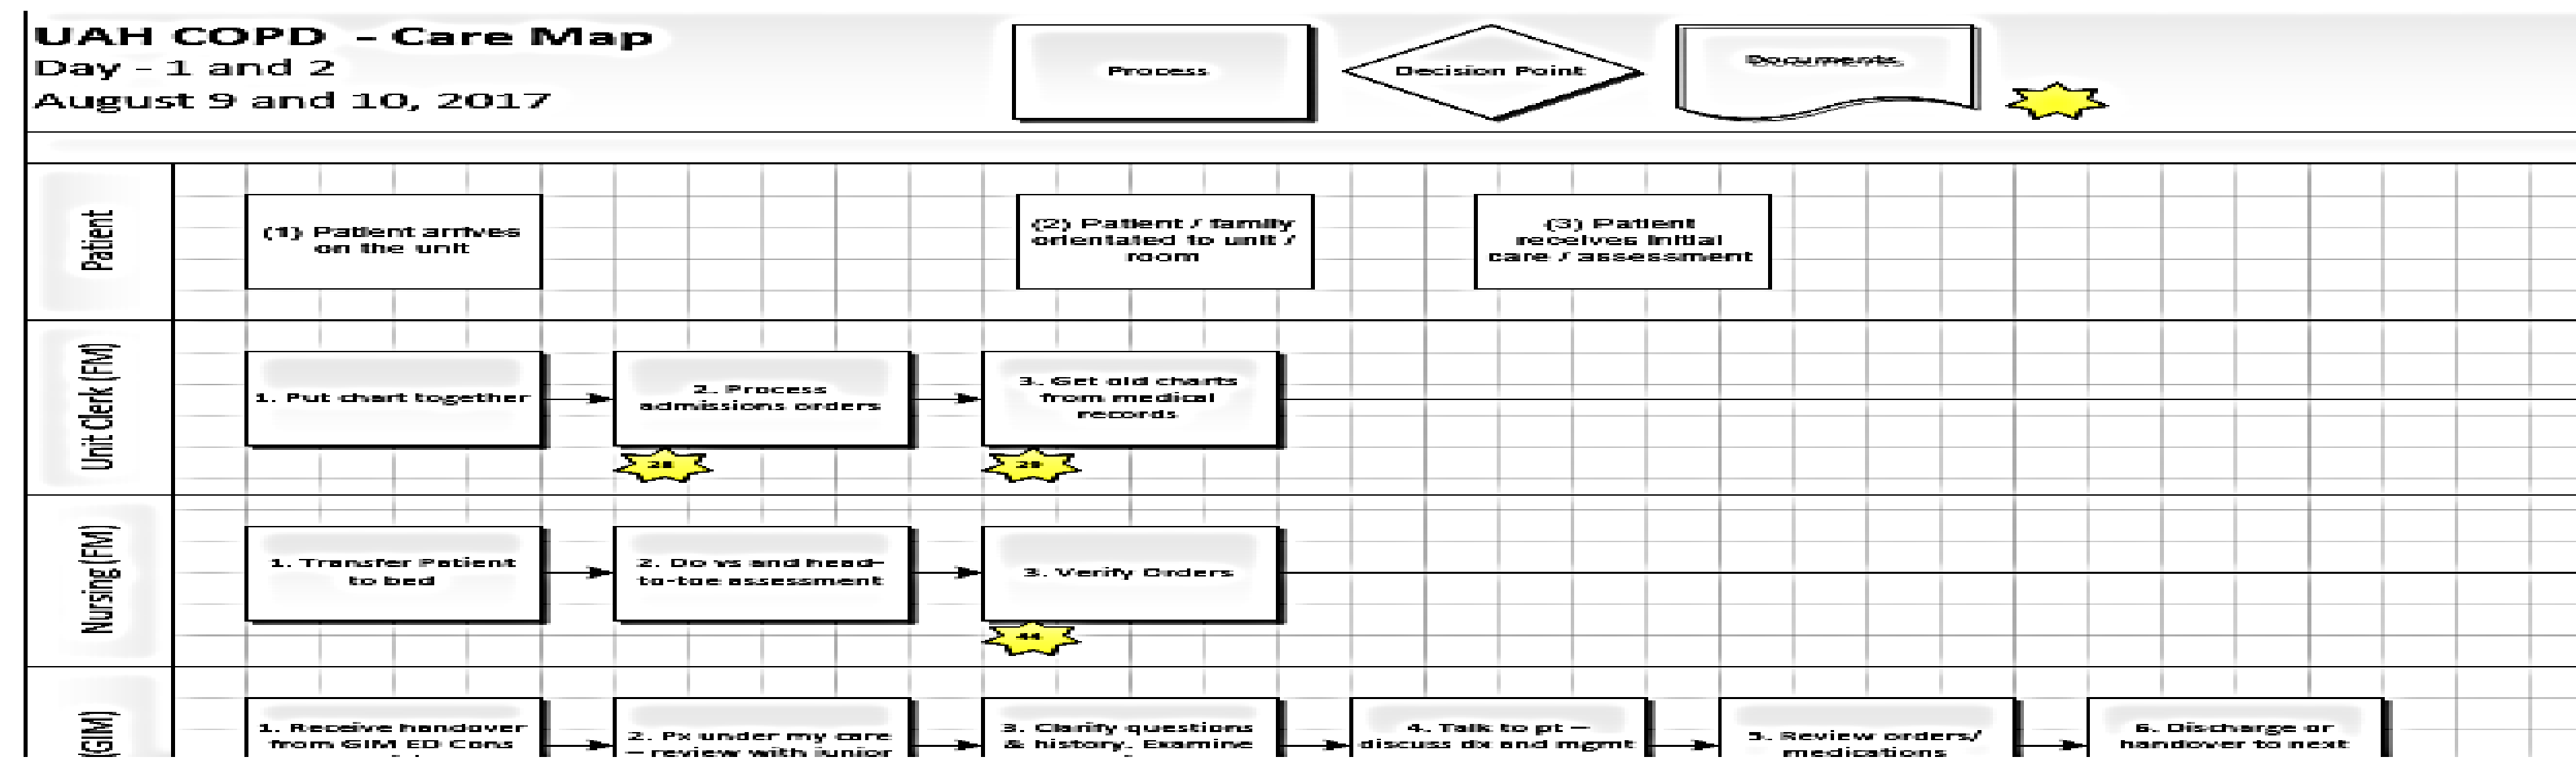 UAH COPD - Care Map
Day - 1 and 2
August 9 and 10, 2017
Process
Decision Point
Documents
Patient
(1) Patient arrives
on the unit
(2) Patient / family
orientated to unit /
room
(3) Patient
receives initial
care / assessment
Unit Clerk (FM)
1. Put chart together
2. Process
admissions orders
3. Get old charts
from medical
records
28
29
Nursing (FM)
1. Transfer Patient
to bed
2. Do vs and head-
to-toe assessment
3. Verify Orders
44
(GIM)
1. Receive handover
from GIM ED Cons
2. Px under my care
– review with junior
3. Clarify questions
& history, Examine
4. Talk to pt –
discuss dx and mgmt
5. Review orders/
medications
6. Discharge or
handover to next